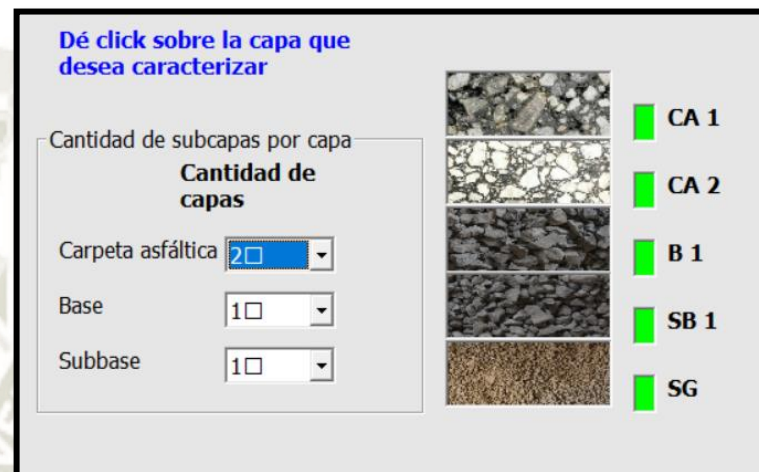 Dé click sobre la capa que
desea caracterizar
Cantidad de subcapas por capa
Cantidad de
capas
Carpeta asfáltica 2□
Base 1□
Subbase 1□
CA 1
CA 2
B 1
SB 1
SG